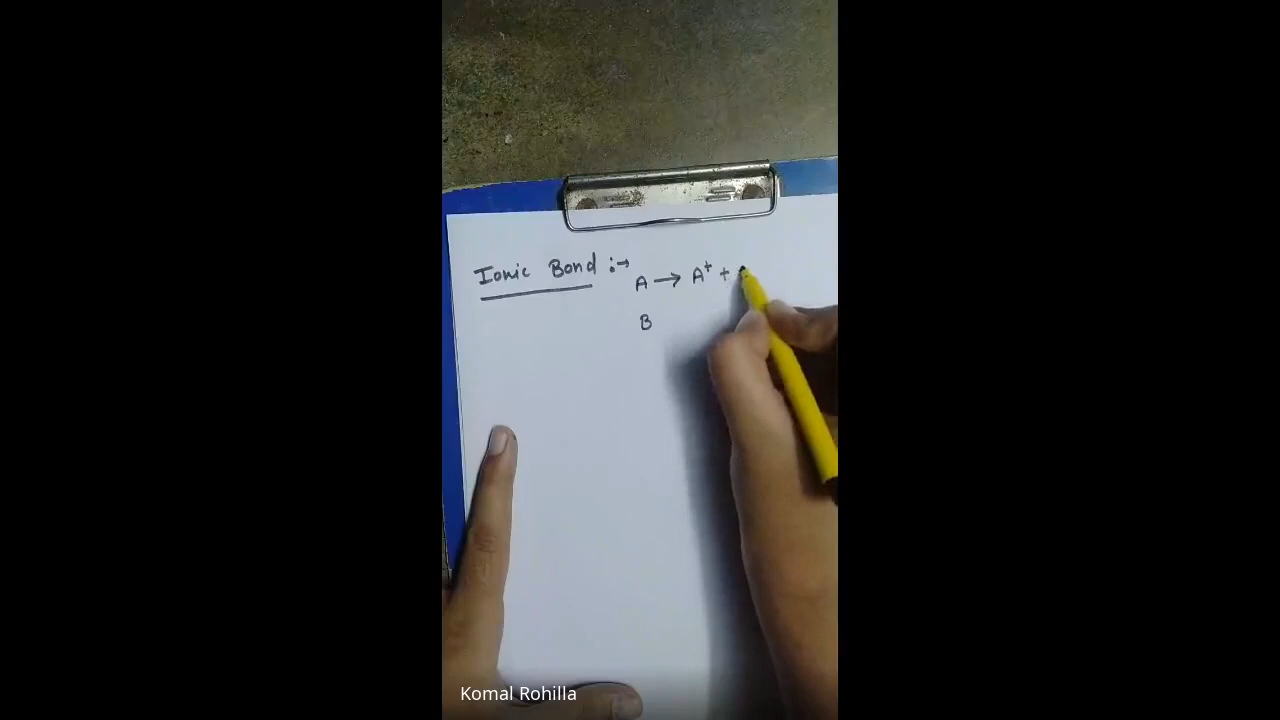 Ionic Bond :→ A → A⁺ +
B
Komal Rohilla